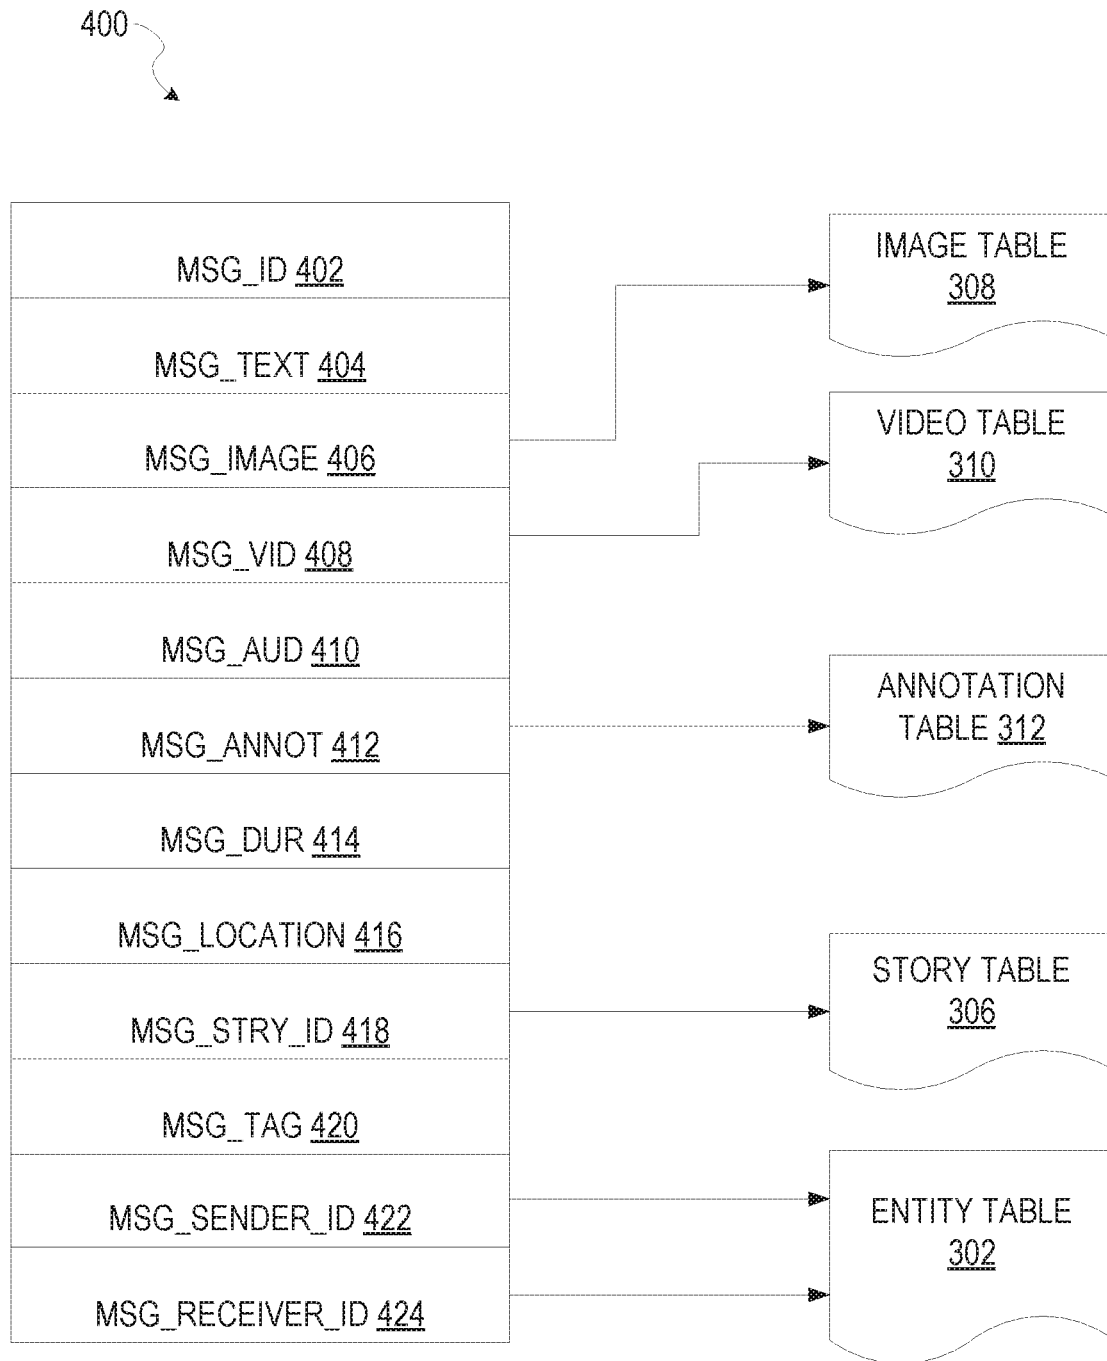 400
MSG_ID 402
MSG_TEXT 404
MSG_IMAGE 406
MSG_VID 408
MSG_AUD 410
MSG_ANNOT 412
MSG_DUR 414
MSG_LOCATION 416
MSG_STRY_ID 418
MSG_TAG 420
MSG_SENDER_ID 422
MSG_RECEIVER_ID 424
IMAGE TABLE
308
VIDEO TABLE
310
ANNOTATION
TABLE 312
STORY TABLE
306
ENTITY TABLE
302